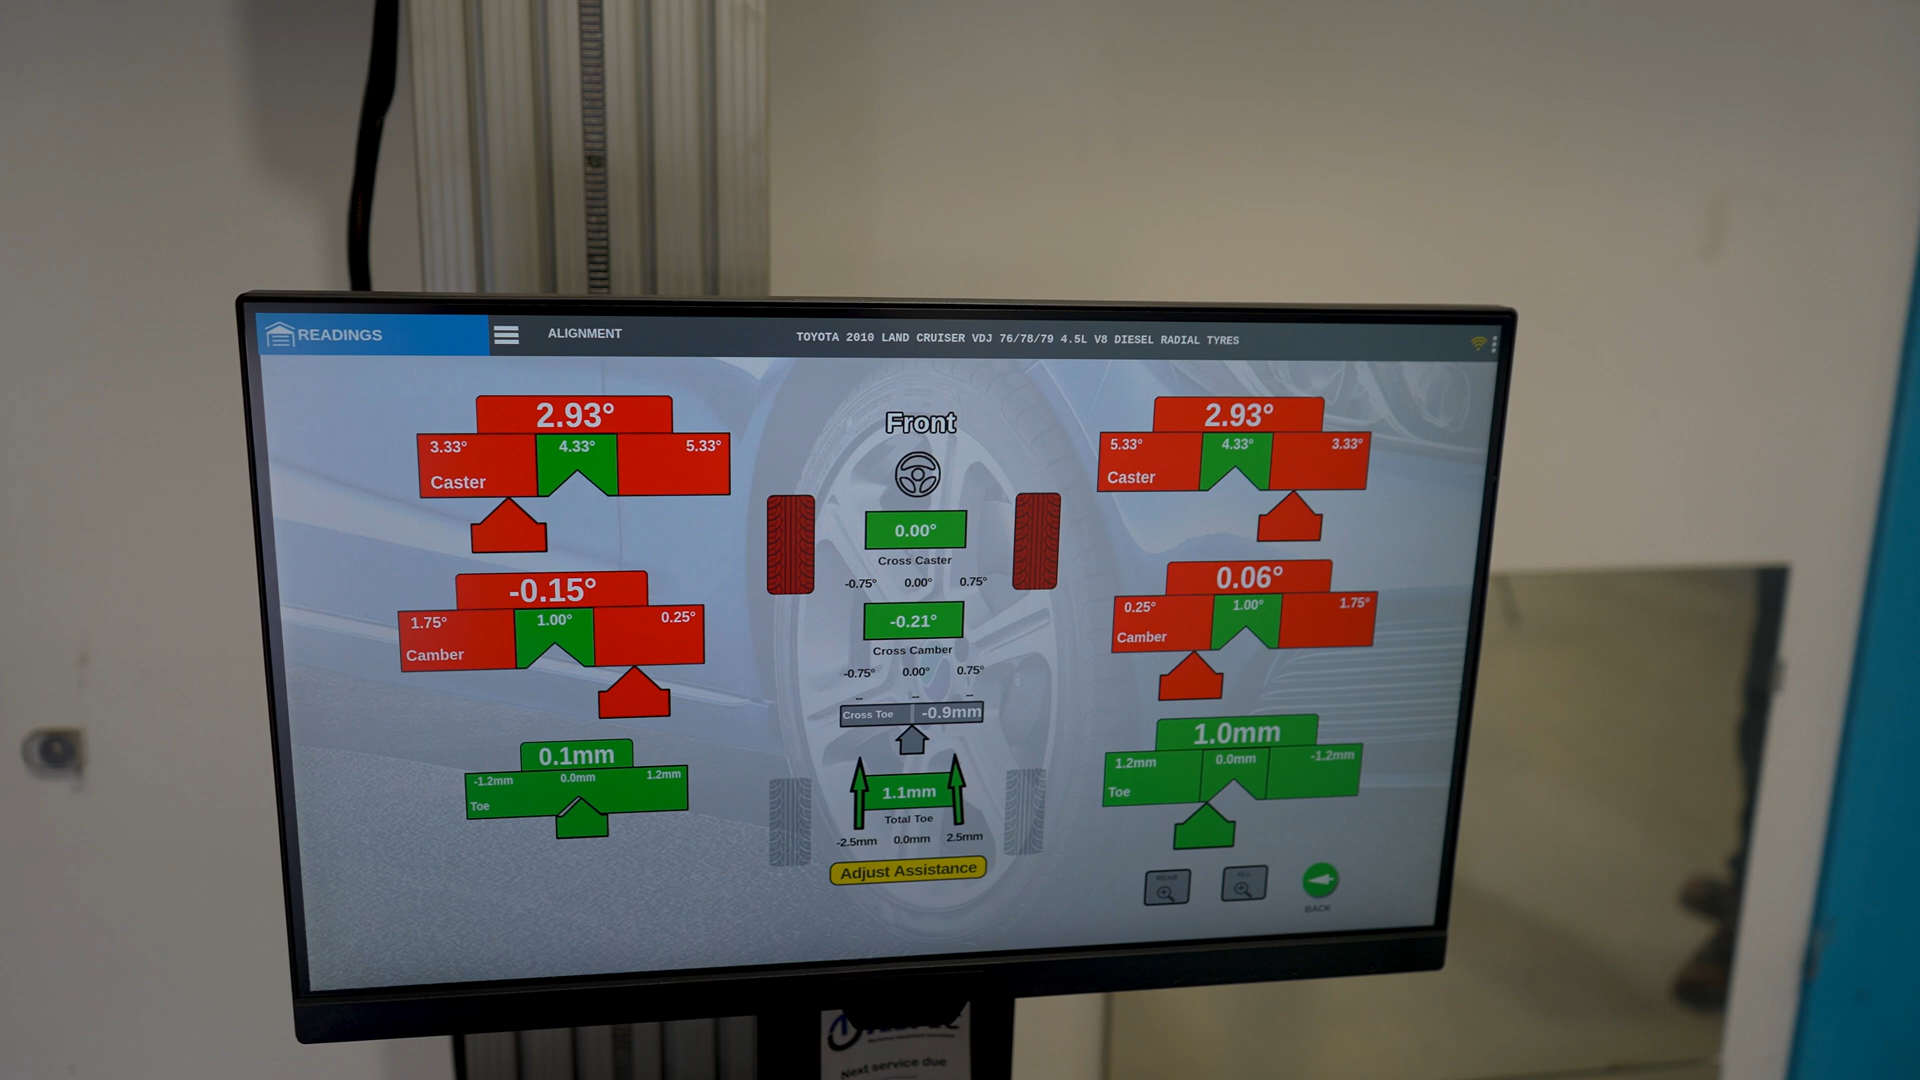 READINGS
ALIGNMENT
TOYOTA 2010 LAND CRUISER VDJ 76/78/79 4.5L V8 DIESEL RADIAL TYRES
2.93°
3.33° 4.33° 5.33°
Caster
-0.15°
1.75° 1.00° 0.25°
Camber
0.1mm
-1.2mm 0.0mm 1.2mm
Toe
Front
0.00°
Cross Caster
-0.75° 0.00° 0.75°
-0.21°
Cross Camber
-0.75° 0.00° 0.75°
-- -- --
Cross Toe -0.9mm
1.1mm
Total Toe
-2.5mm 0.0mm 2.5mm
Adjust Assistance
2.93°
5.33° 4.33° 3.33°
Caster
0.06°
0.25° 1.00° 1.75°
Camber
1.0mm
1.2mm 0.0mm -1.2mm
Toe
REAR
ALL
BACK
Next service due